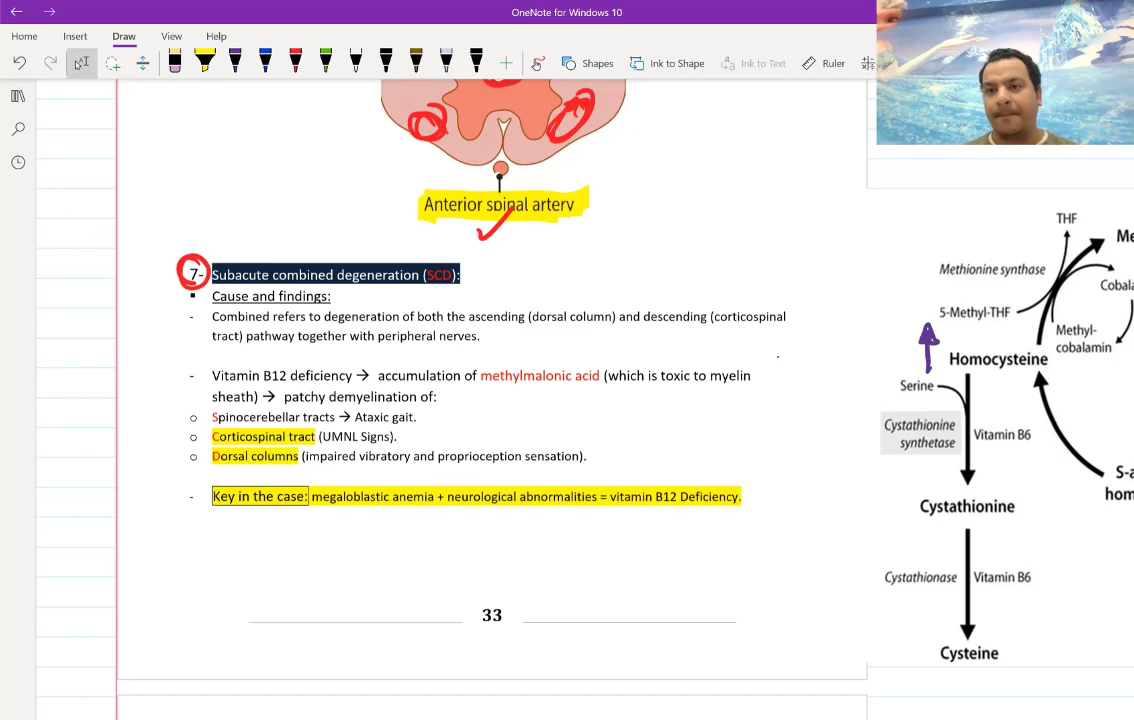 OneNote for Windows 10
Home Insert Draw View Help
Shapes Ink to Shape Ink to Text Ruler
Anterior spinal artery
7- Subacute combined degeneration (SCD):
▪ Cause and findings:
- Combined refers to degeneration of both the ascending (dorsal column) and descending (corticospinal
tract) pathway together with peripheral nerves.
- Vitamin B12 deficiency → accumulation of methylmalonic acid (which is toxic to myelin
sheath) → patchy demyelination of:
o Spinocerebellar tracts → Ataxic gait.
o Corticospinal tract (UMNL Signs).
o Dorsal columns (impaired vibratory and proprioception sensation).
- Key in the case: megaloblastic anemia + neurological abnormalities = vitamin B12 Deficiency.
33
THF
Me
Methionine synthase
Cobala
5-Methyl-THF
Methyl-
cobalamin
Homocysteine
Serine
Cystathionine
synthetase
Vitamin B6
S-a
hom
Cystathionine
Cystathionase Vitamin B6
Cysteine